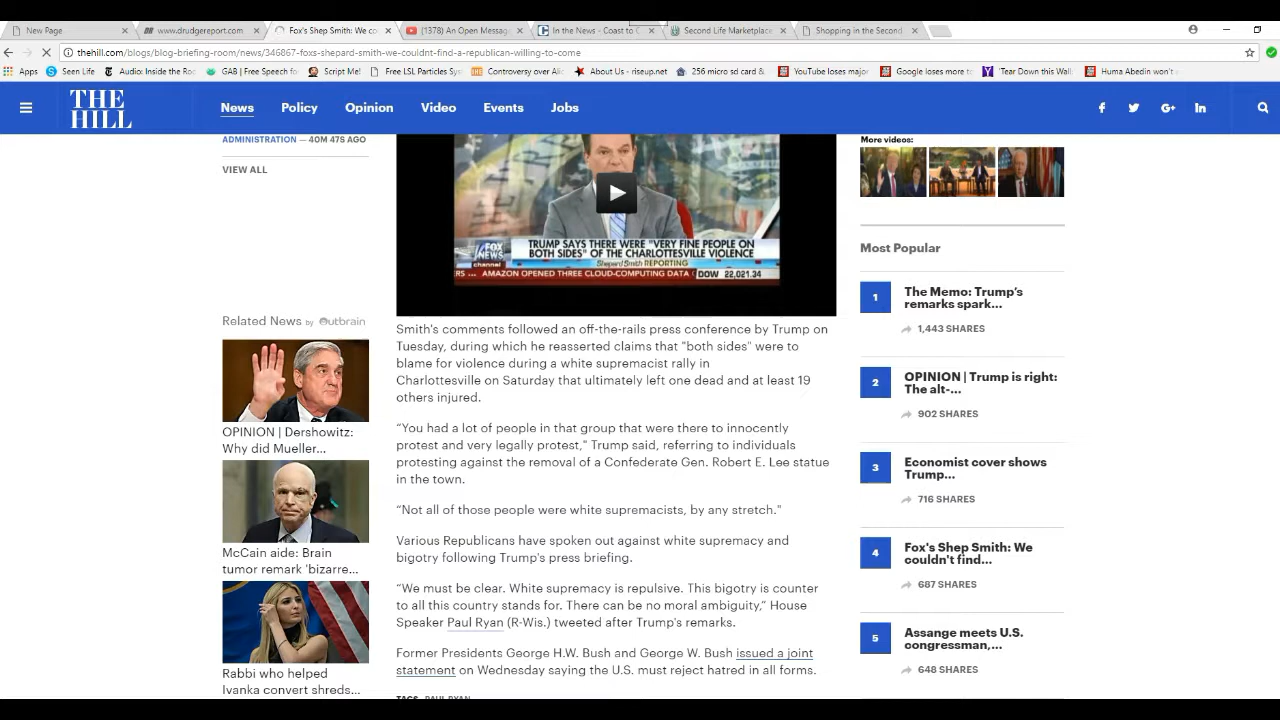 New Page
www.drudgereport.com
Fox's Shep Smith: We co
(1378) An Open Messag
In the News - Coast to C
Second Life Marketplace
Shopping in the Second
thehill.com/blogs/blog-briefing-room/news/346867-foxs-shepard-smith-we-couldnt-find-a-republican-willing-to-come
Apps
Seen Life
Audio: Inside the Ro
GAB | Free Speech fo
Script Me!
Free LSL Particles Sys
Controversy over Ali
About Us - riseup.net
256 micro sd card &
YouTube loses major
Google loses more t
'Tear Down this Wall
Huma Abedin won't
THE
HILL
News
Policy
Opinion
Video
Events
Jobs
ADMINISTRATION — 40M 47S AGO
VIEW ALL
Related News by Outbrain
OPINION | Dershowitz:
Why did Mueller...
McCain aide: Brain
tumor remark 'bizarre...
Rabbi who helped
Ivanka convert shreds...
FOX
NEWS
channel
TRUMP SAYS THERE WERE "VERY FINE PEOPLE ON
BOTH SIDES" OF THE CHARLOTTESVILLE VIOLENCE
Shepard Smith REPORTING
RS ... AMAZON OPENED THREE CLOUD-COMPUTING DATA
DOW 22,021.34
Smith's comments followed an off-the-rails press conference by Trump on
Tuesday, during which he reasserted claims that "both sides" were to
blame for violence during a white supremacist rally in
Charlottesville on Saturday that ultimately left one dead and at least 19
others injured.
“You had a lot of people in that group that were there to innocently
protest and very legally protest," Trump said, referring to individuals
protesting against the removal of a Confederate Gen. Robert E. Lee statue
in the town.
“Not all of those people were white supremacists, by any stretch."
Various Republicans have spoken out against white supremacy and
bigotry following Trump's press briefing.
“We must be clear. White supremacy is repulsive. This bigotry is counter
to all this country stands for. There can be no moral ambiguity,” House
Speaker Paul Ryan (R-Wis.) tweeted after Trump's remarks.
Former Presidents George H.W. Bush and George W. Bush issued a joint
statement on Wednesday saying the U.S. must reject hatred in all forms.
TAGS PAUL RYAN
More videos:
Most Popular
1
The Memo: Trump's
remarks spark...
1,443 SHARES
2
OPINION | Trump is right:
The alt-...
902 SHARES
3
Economist cover shows
Trump...
716 SHARES
4
Fox's Shep Smith: We
couldn't find...
687 SHARES
5
Assange meets U.S.
congressman,...
648 SHARES